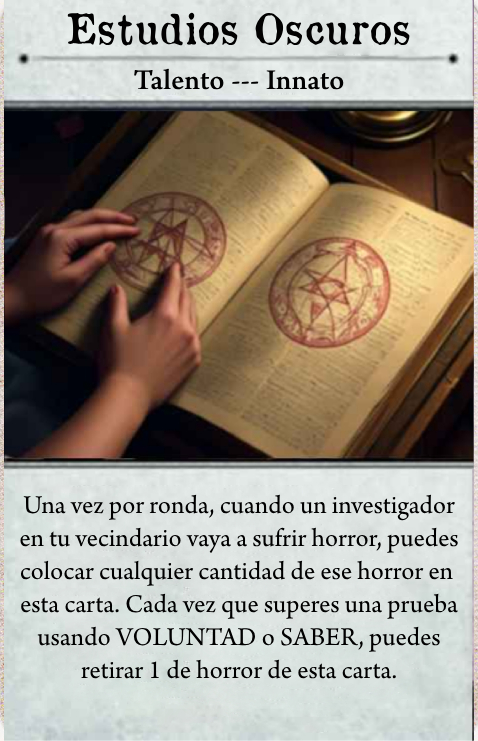 Estudios Oscuros
Talento --- Innato
Una vez por ronda, cuando un investigador
en tu vecindario vaya a sufrir horror, puedes
colocar cualquier cantidad de ese horror en
esta carta. Cada vez que superes una prueba
usando VOLUNTAD o SABER, puedes
retirar 1 de horror de esta carta.